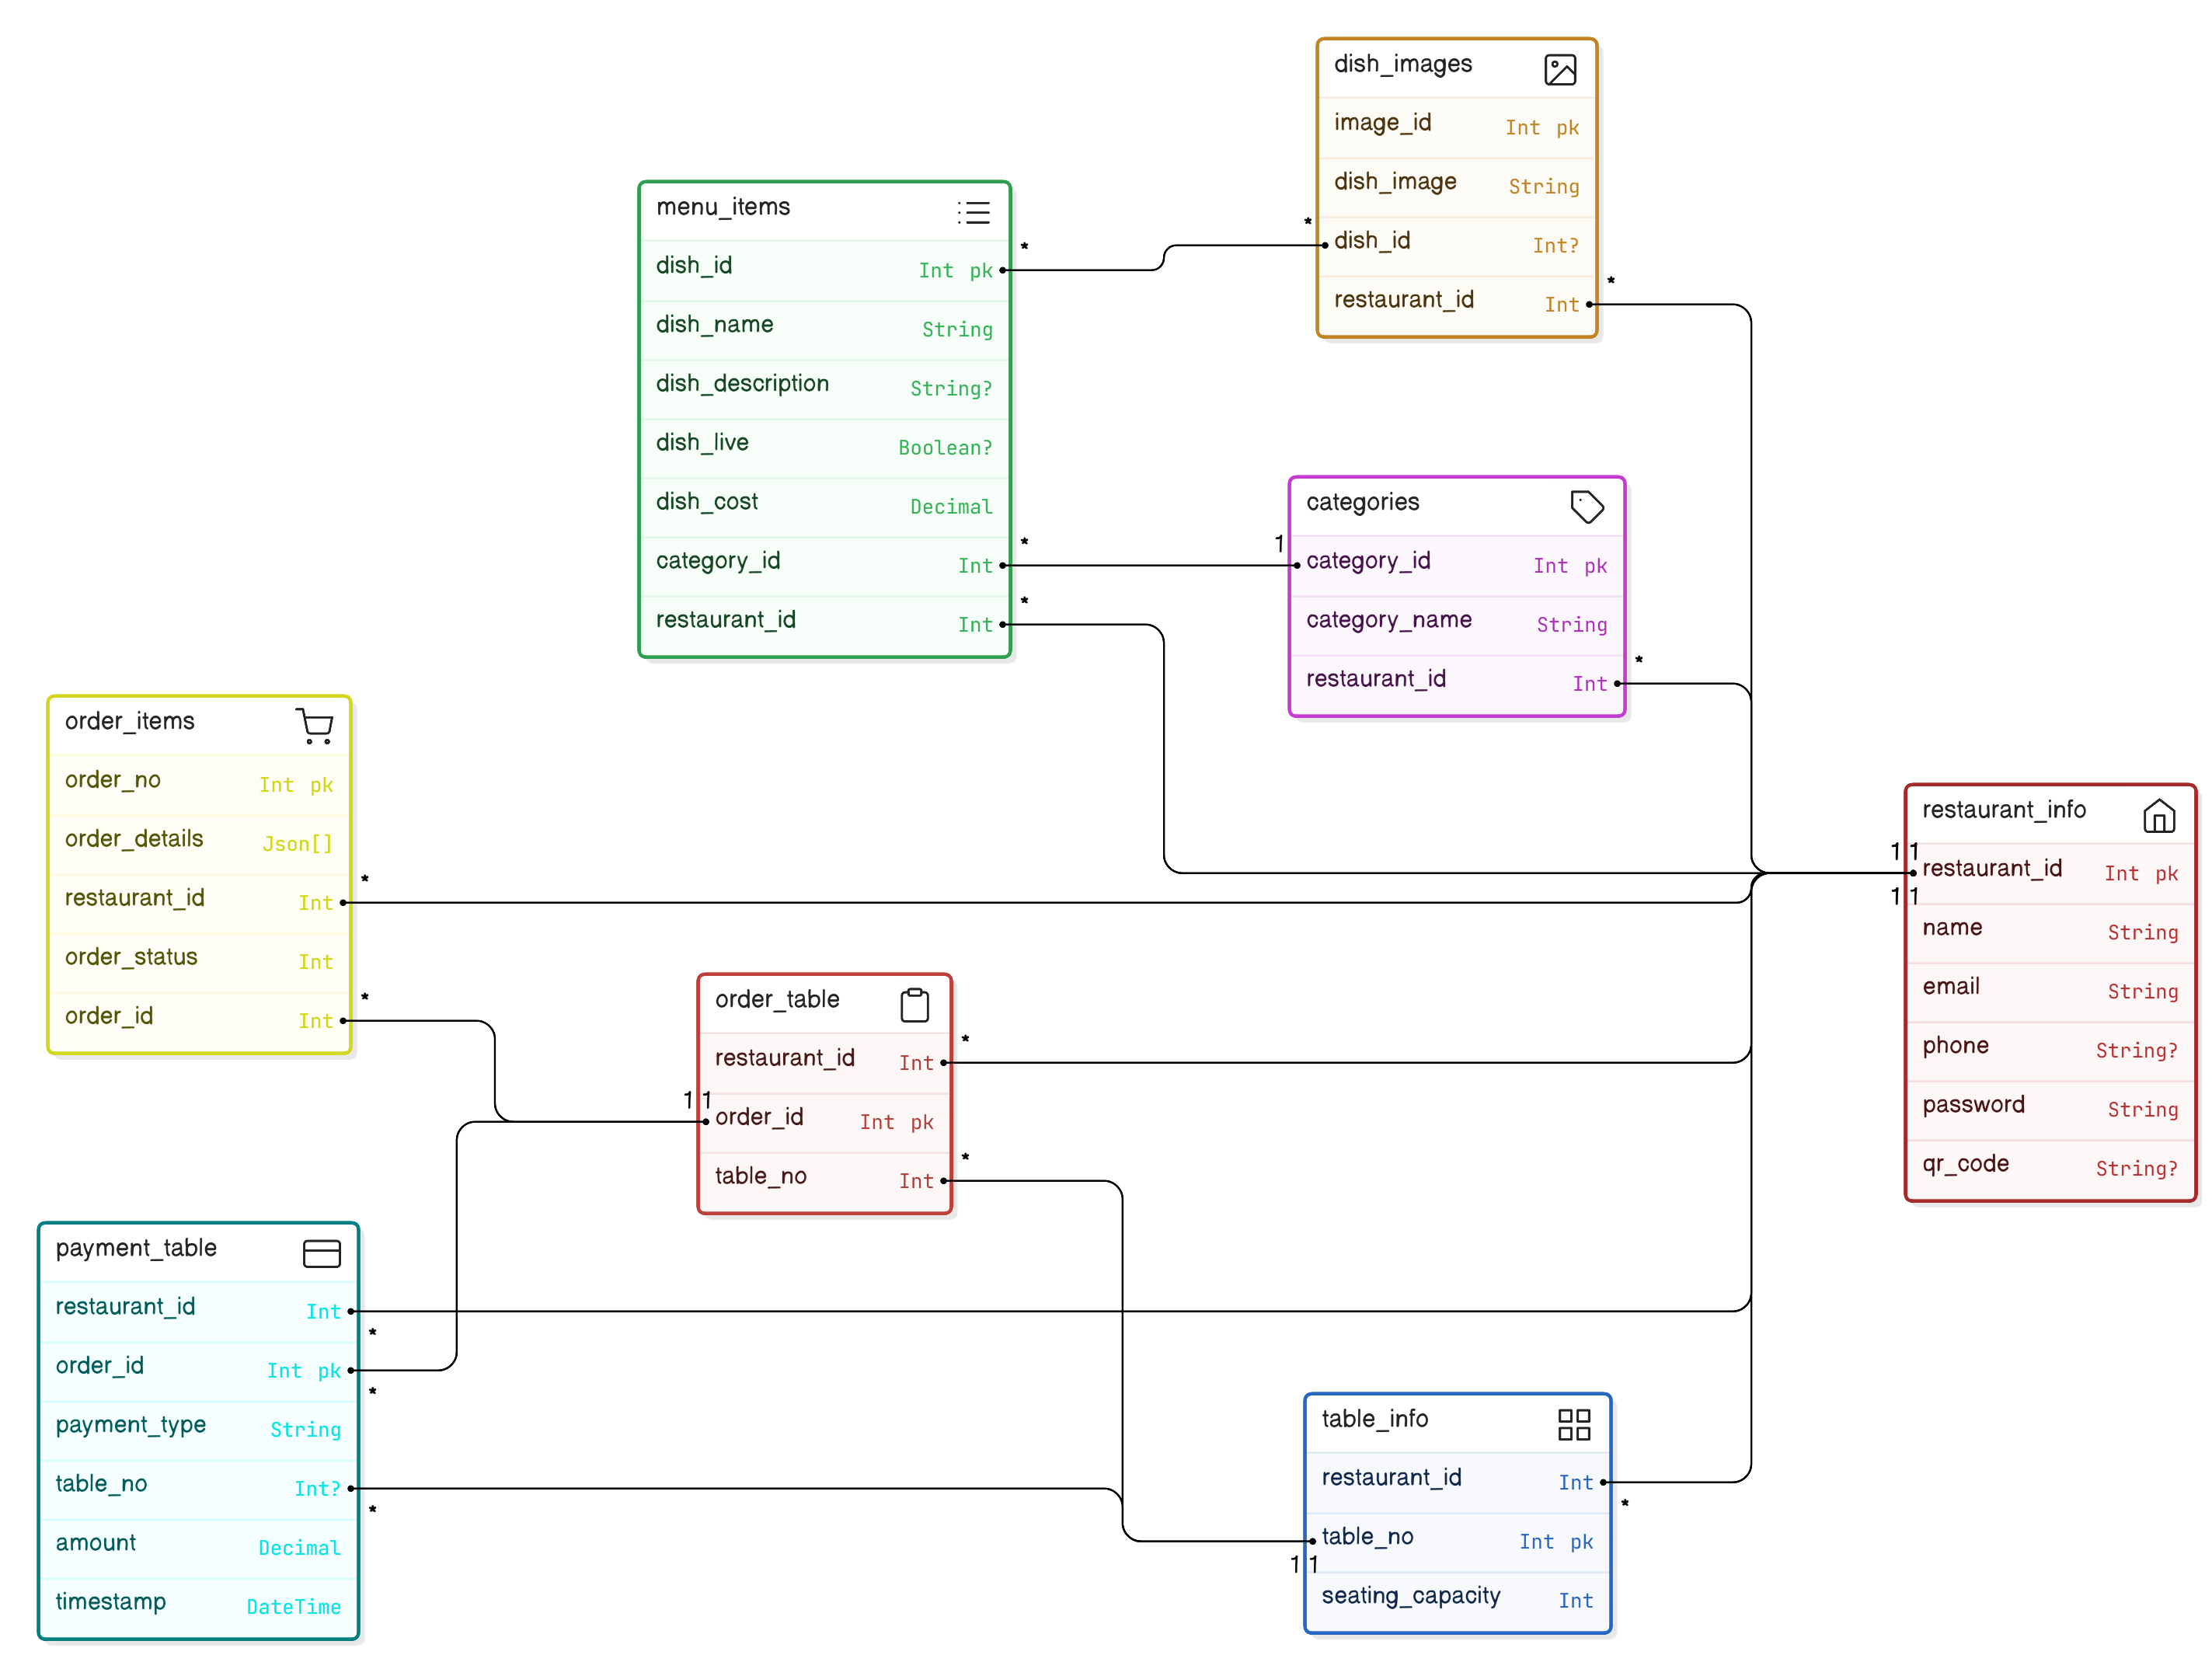 dish_images
image_id Int pk
dish_image String
* dish_id Int?
restaurant_id Int *
menu_items
dish_id Int pk *
dish_name String
dish_description String?
dish_live Boolean?
dish_cost Decimal
category_id Int *
restaurant_id Int *
categories
1 category_id Int pk
category_name String
restaurant_id Int *
order_items
order_no Int pk
order_details Json[]
restaurant_id Int *
order_status Int
order_id Int *
restaurant_info
1 1
restaurant_id Int pk
1 1
name String
email String
phone String?
password String
qr_code String?
order_table
restaurant_id Int *
1 1
order_id Int pk
table_no Int *
payment_table
restaurant_id Int *
order_id Int pk *
payment_type String
table_no Int? *
amount Decimal
timestamp DateTime
table_info
restaurant_id Int *
table_no Int pk
1 1
seating_capacity Int